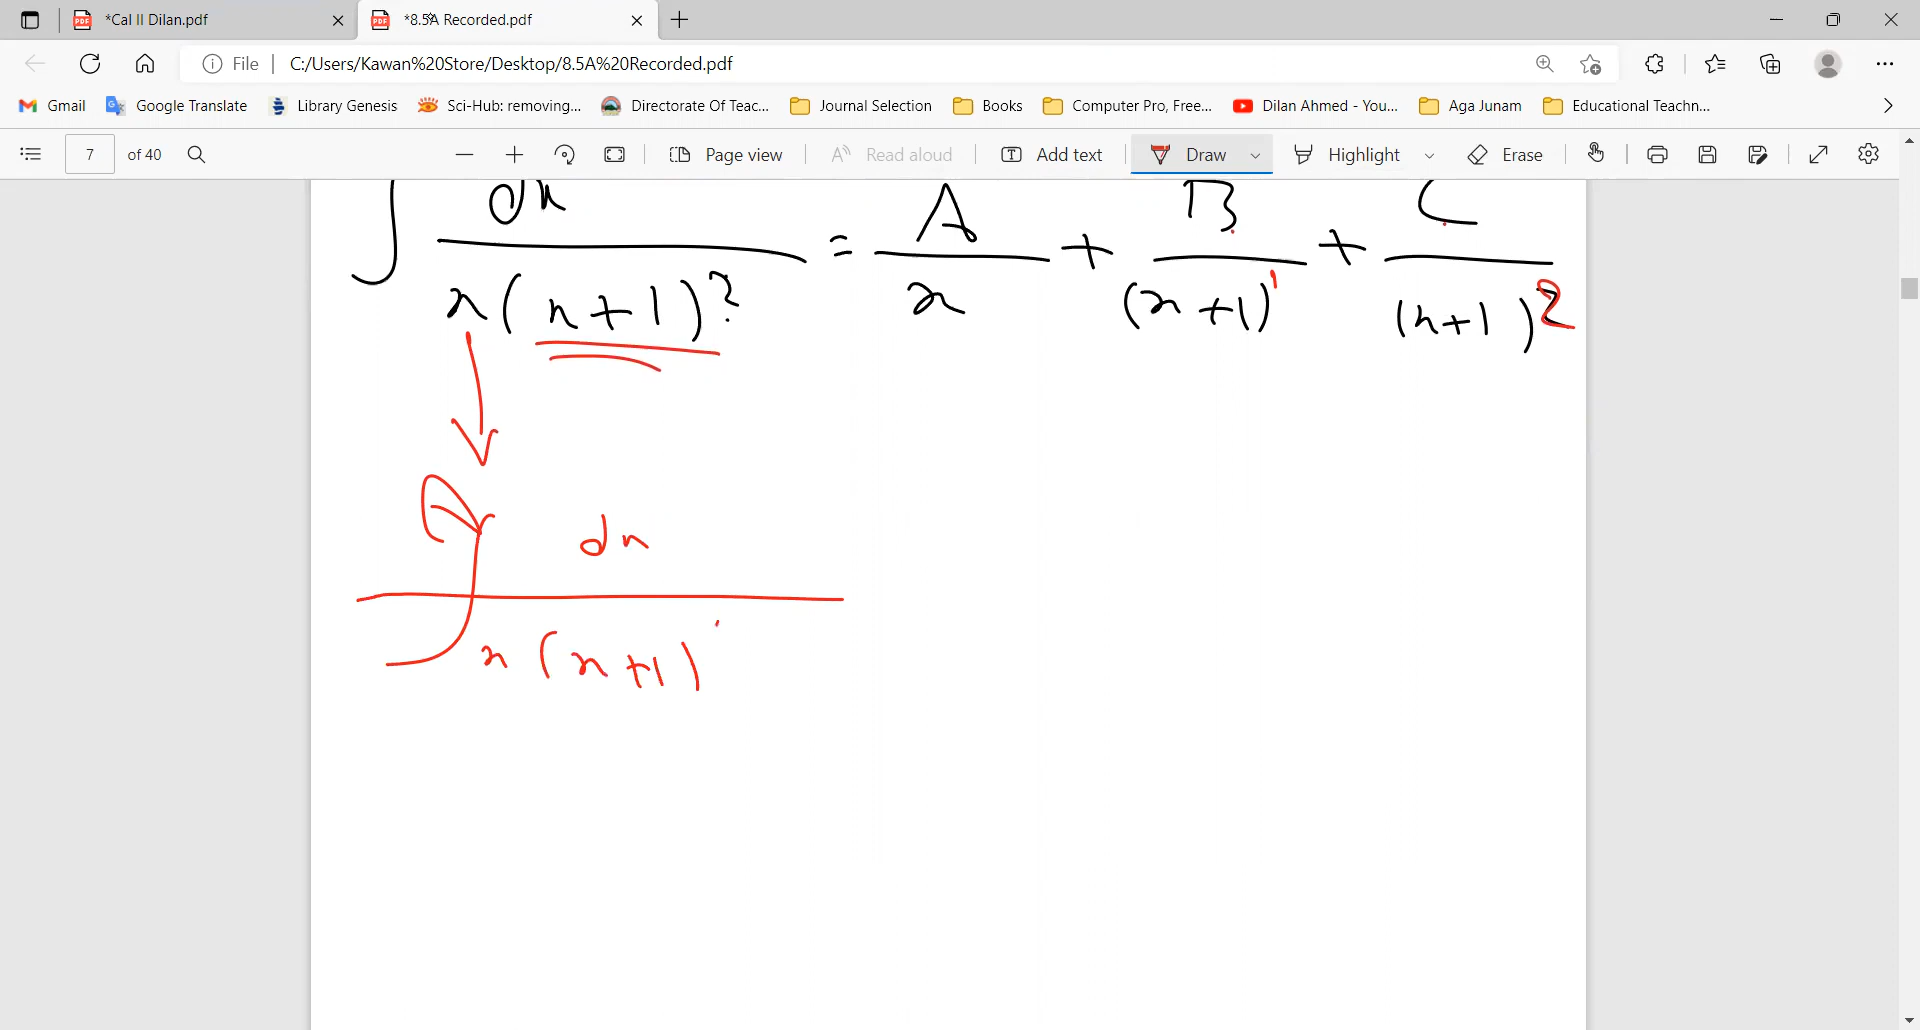 *Cal II Dilan.pdf
*8.5A Recorded.pdf
File | C:/Users/Kawan%20Store/Desktop/8.5A%20Recorded.pdf
Gmail Google Translate Library Genesis Sci-Hub: removing... Directorate Of Teac... Journal Selection Books Computer Pro, Free... Dilan Ahmed - You... Aga Junam Educational Teachn...
7 of 40 Page view Read aloud Add text Draw Highlight Erase
∫ dx / x(x+1)² = A / x + B / (x+1)¹ + C / (x+1)²
∫ dx / x(x+1)